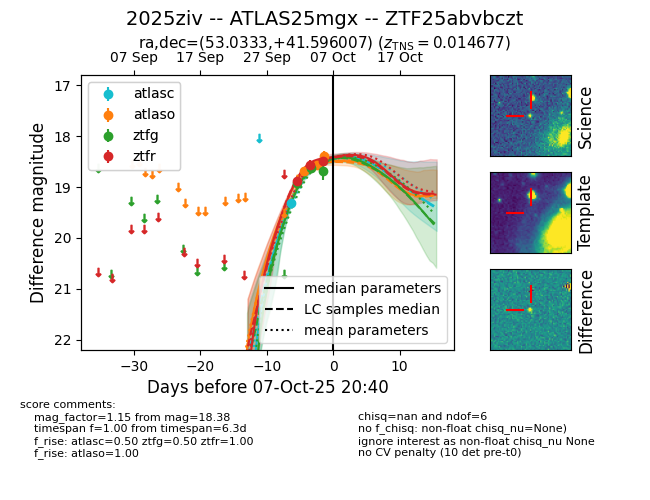 2025ziv -- ATLAS25mgx -- ZTF25abvbczt
ra,dec=(53.0333,+41.596007) (z_TNS = 0.014677)
07 Sep 17 Sep 27 Sep 07 Oct 17 Oct
17
18
19
20
21
22
Difference magnitude
atlasc
atlaso
ztfg
ztfr
median parameters
LC samples median
mean parameters
−30 −20 −10 0 10
Days before 07-Oct-25 20:40
Science
Template
Difference
score comments:
mag_factor=1.15 from mag=18.38
timespan f=1.00 from timespan=6.3d
f_rise: atlasc=0.50 ztfg=0.50 ztfr=1.00
f_rise: atlaso=1.00
chisq=nan and ndof=6
no f_chisq: non-float chisq_nu=None)
ignore interest as non-float chisq_nu None
no CV penalty (10 det pre-t0)